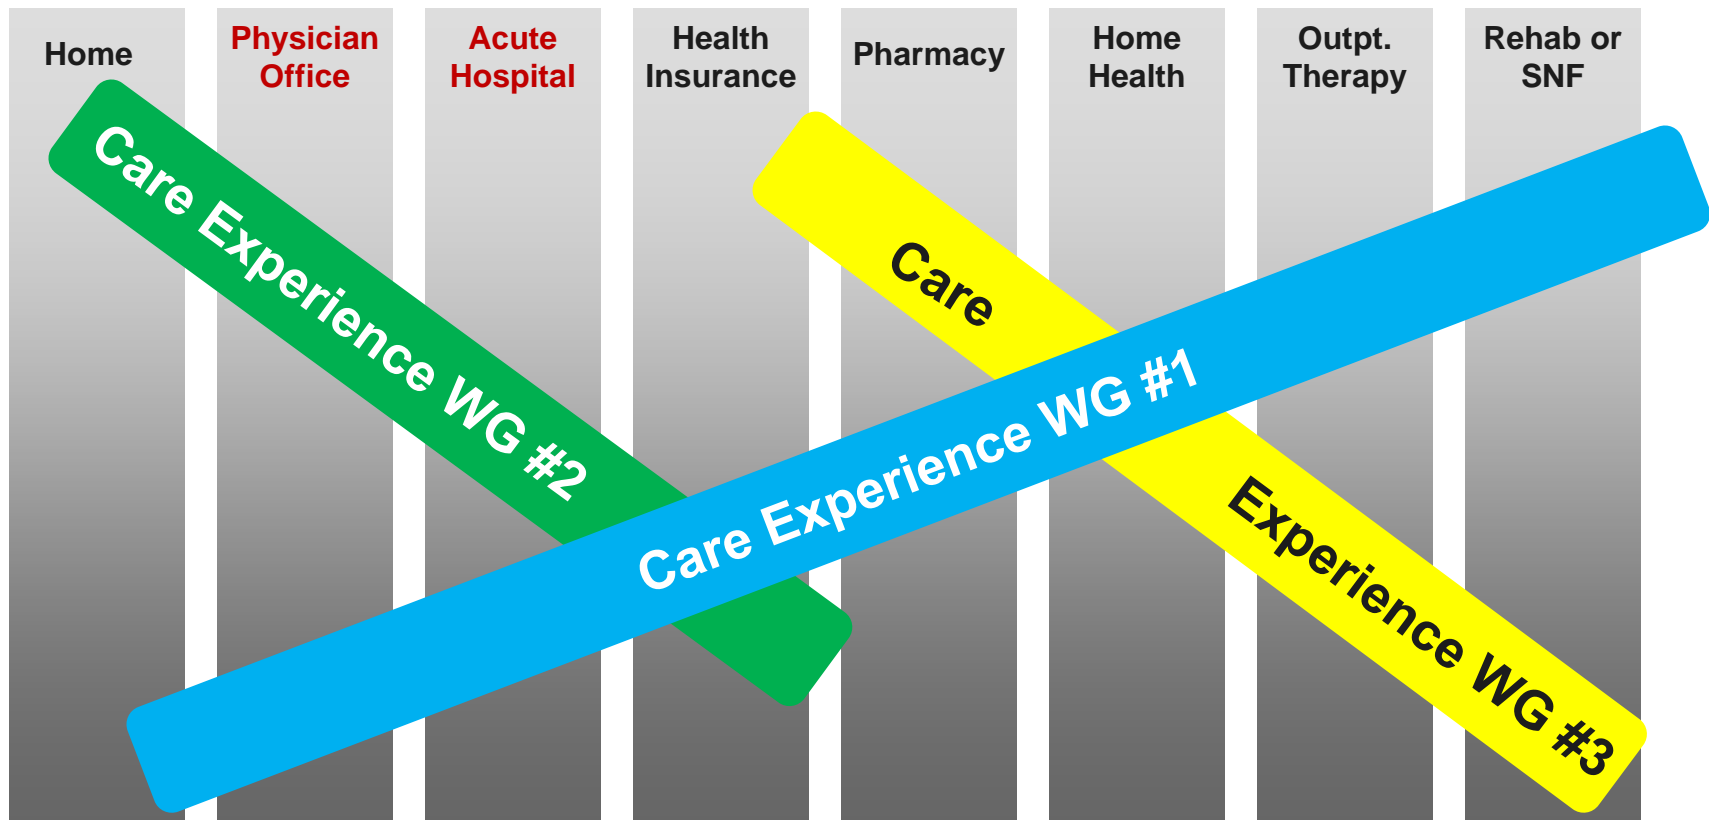 Home
Physician
Office
Acute
Hospital
Health
Insurance
Pharmacy
Home
Health
Outpt.
Therapy
Rehab or
SNF
Care Experience WG #2
Care Experience WG #1
Care Experience WG #3